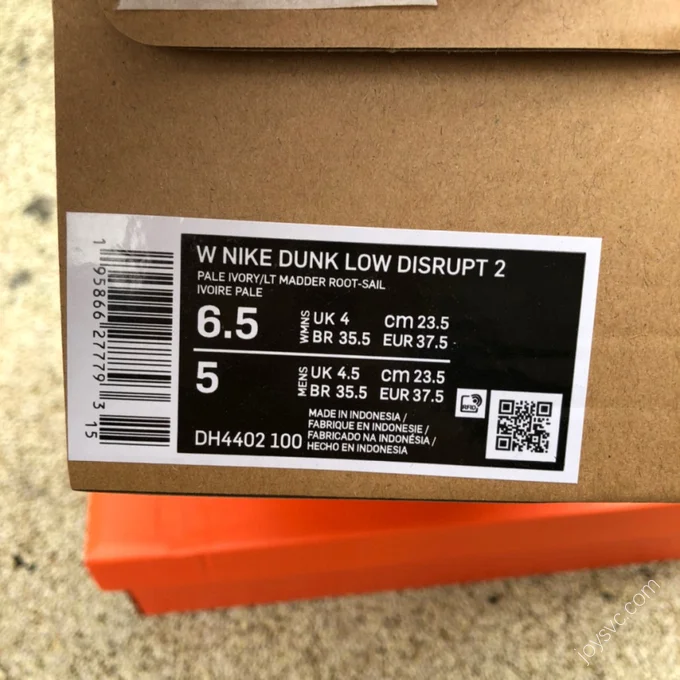 W NIKE DUNK LOW DISRUPT 2
PALE IVORY/LT MADDER ROOT-SAIL
IVOIRE PALE
6.5
WMNS
UK 4 cm 23.5
BR 35.5 EUR 37.5
5
MENS
UK 4.5 cm 23.5
BR 35.5 EUR 37.5
DH4402 100
MADE IN INDONESIA /
FABRIQUE EN INDONESIE /
FABRICADO NA INDONÉSIA /
HECHO EN INDONESIA
RFID
1 95866 27779 3 15
joysvc.com